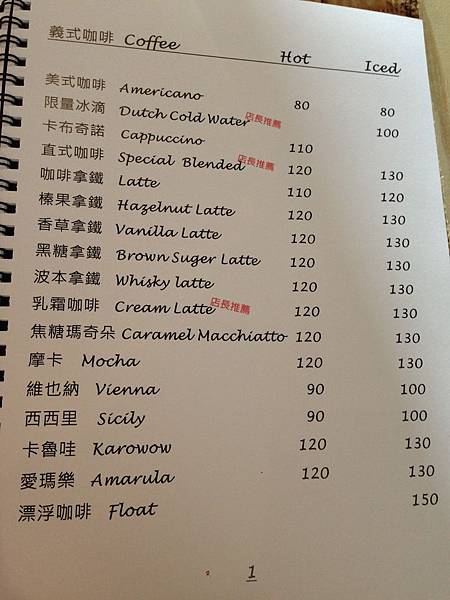 義式咖啡 Coffee Hot Iced
美式咖啡 Americano 80 80
限量冰滴 Dutch Cold Water 店長推薦 100
卡布奇諾 Cappuccino 110
直式咖啡 Special Blended 店長推薦 120 130
咖啡拿鐵 Latte 110 120
榛果拿鐵 Hazelnut Latte 120 130
香草拿鐵 Vanilla Latte 120 130
黑糖拿鐵 Brown Suger Latte 120 130
波本拿鐵 Whisky latte 120 130
乳霜咖啡 Cream Latte 店長推薦 120 130
焦糖瑪奇朵 Caramel Macchiatto 120 130
摩卡 Mocha 120 130
維也納 Vienna 90 100
西西里 Sicily 90 100
卡魯哇 Karowow 120 130
愛瑪樂 Amarula 120 130
漂浮咖啡 Float 150
1